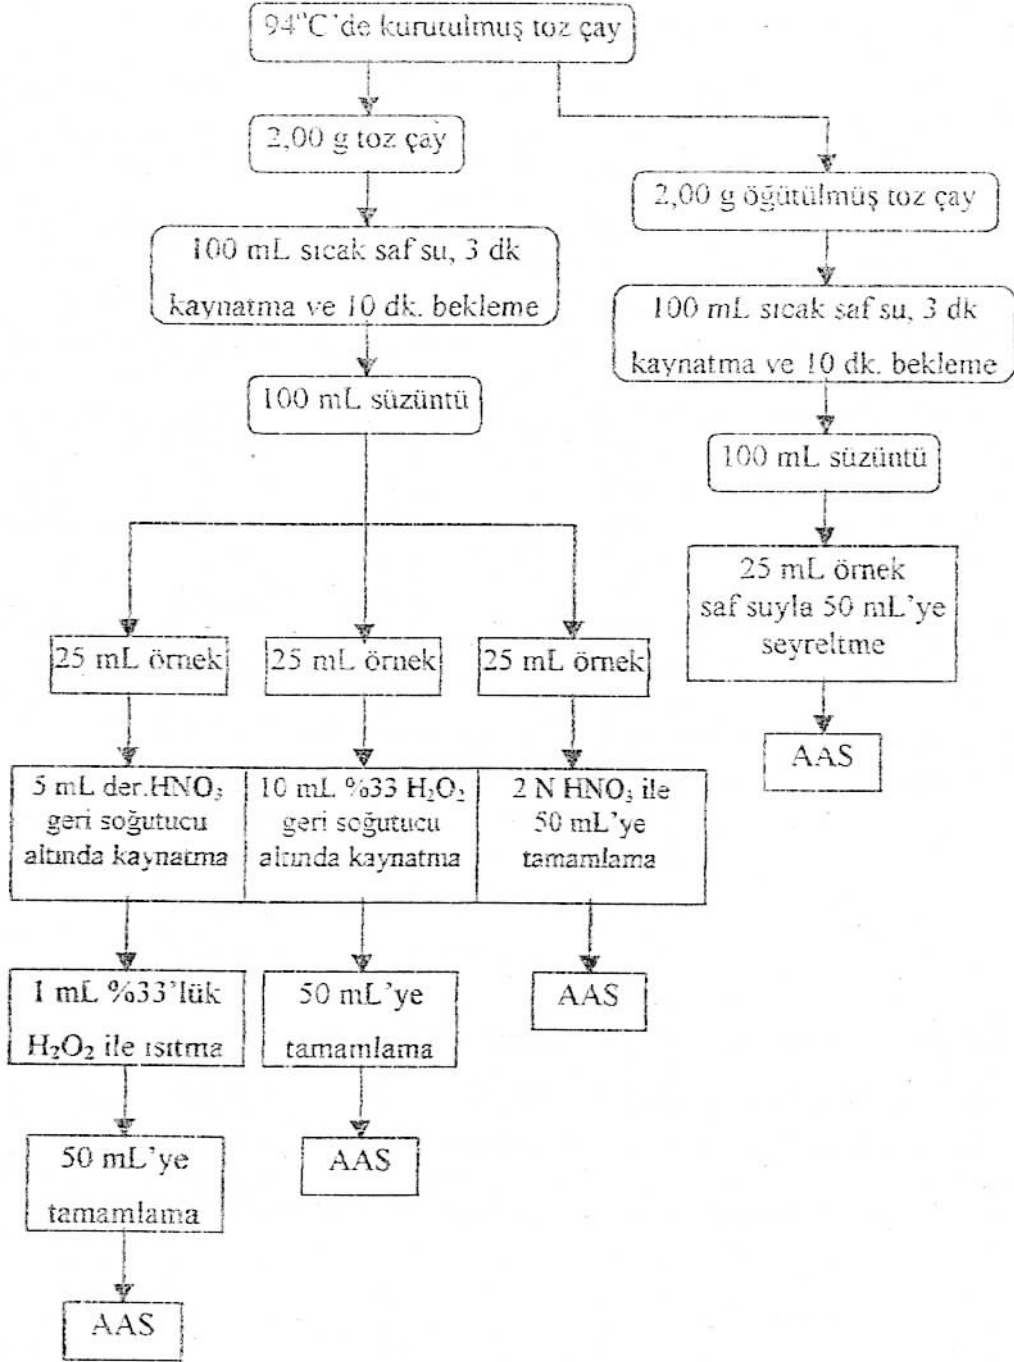 94°C'de kurutulmuş toz çay
2,00 g toz çay
2,00 g öğütülmüş toz çay
100 mL sıcak saf su, 3 dk
kaynatma ve 10 dk. bekleme
100 mL sıcak saf su, 3 dk
kaynatma ve 10 dk. bekleme
100 mL süzüntü
100 mL süzüntü
25 mL örnek
saf suyla 50 mL'ye
seyreltme
AAS
25 mL örnek
25 mL örnek
25 mL örnek
5 mL der.HNO₃
geri soğutucu
altında kaynatma
10 mL %33 H₂O₂
geri soğutucu
altında kaynatma
2 N HNO₃ ile
50 mL'ye
tamamlama
1 mL %33'lük
H₂O₂ ile ısıtma
50 mL'ye
tamamlama
AAS
50 mL'ye
tamamlama
AAS
AAS